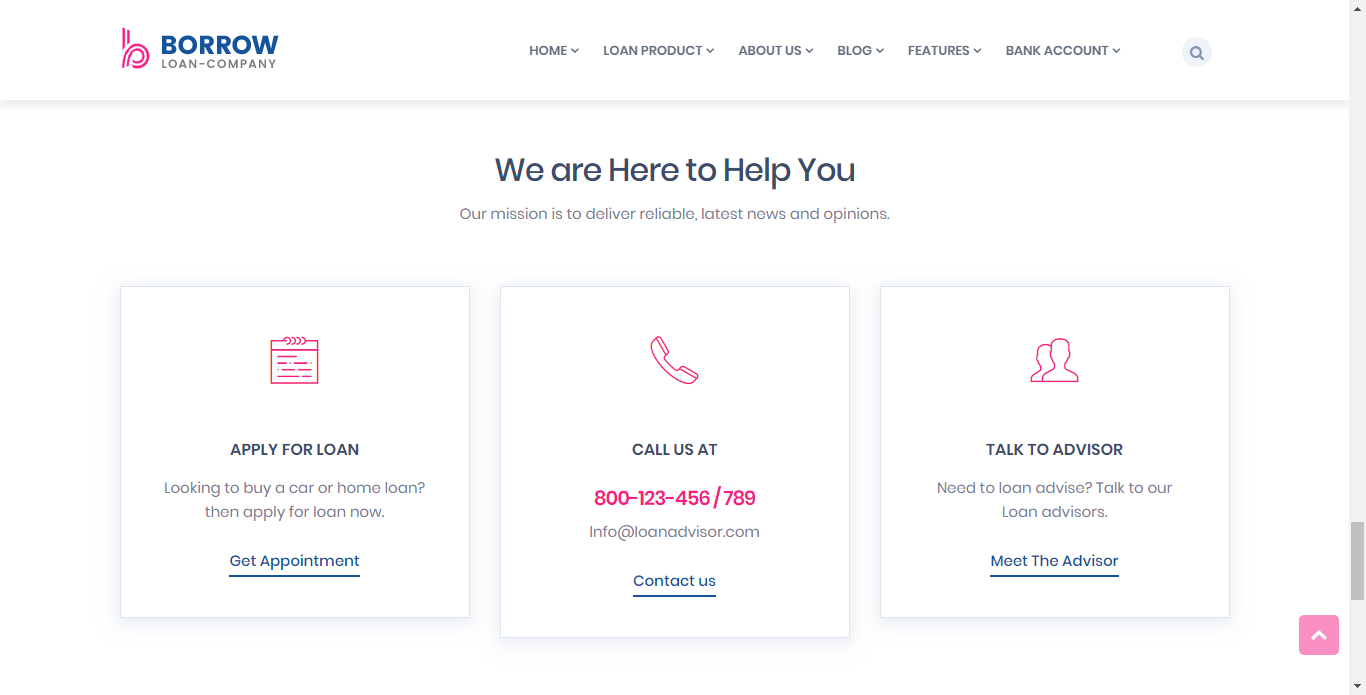 BORROW
LOAN-COMPANY
HOME LOAN PRODUCT ABOUT US BLOG FEATURES BANK ACCOUNT
We are Here to Help You
Our mission is to deliver reliable, latest news and opinions.
APPLY FOR LOAN
Looking to buy a car or home loan?
then apply for loan now.
Get Appointment
CALL US AT
800-123-456 / 789
Info@loanadvisor.com
Contact us
TALK TO ADVISOR
Need to loan advise? Talk to our
Loan advisors.
Meet The Advisor